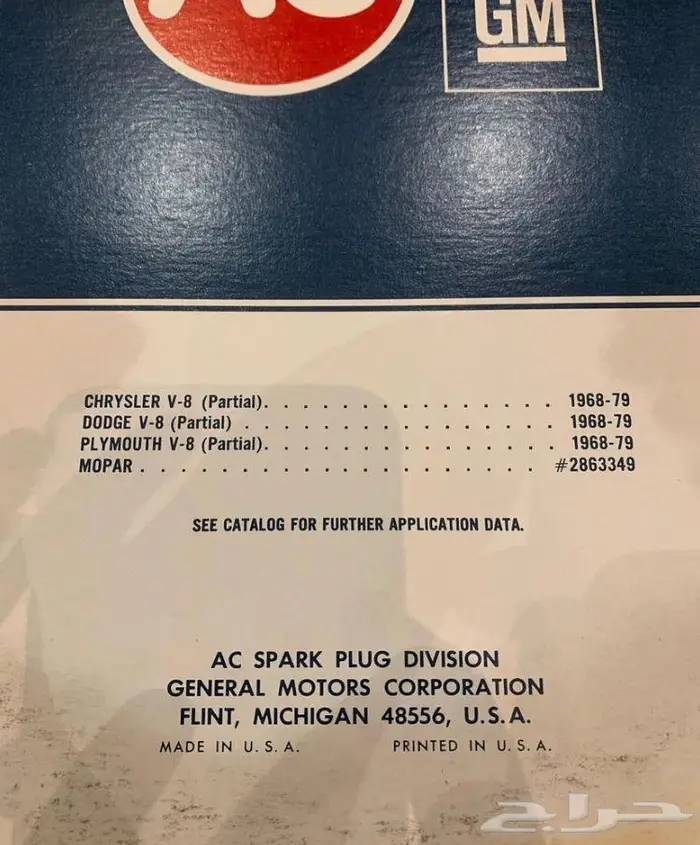 AC
GM
CHRYSLER V-8 (Partial). . . . . . . . . . . . . . . . 1968-79
DODGE V-8 (Partial) . . . . . . . . . . . . . . . . . 1968-79
PLYMOUTH V-8 (Partial). . . . . . . . . . . . . . . . 1968-79
MOPAR . . . . . . . . . . . . . . . . . . . . #2863349
SEE CATALOG FOR FURTHER APPLICATION DATA.
AC SPARK PLUG DIVISION
GENERAL MOTORS CORPORATION
FLINT, MICHIGAN 48556, U.S.A.
MADE IN U. S. A. PRINTED IN U. S. A.
حراج